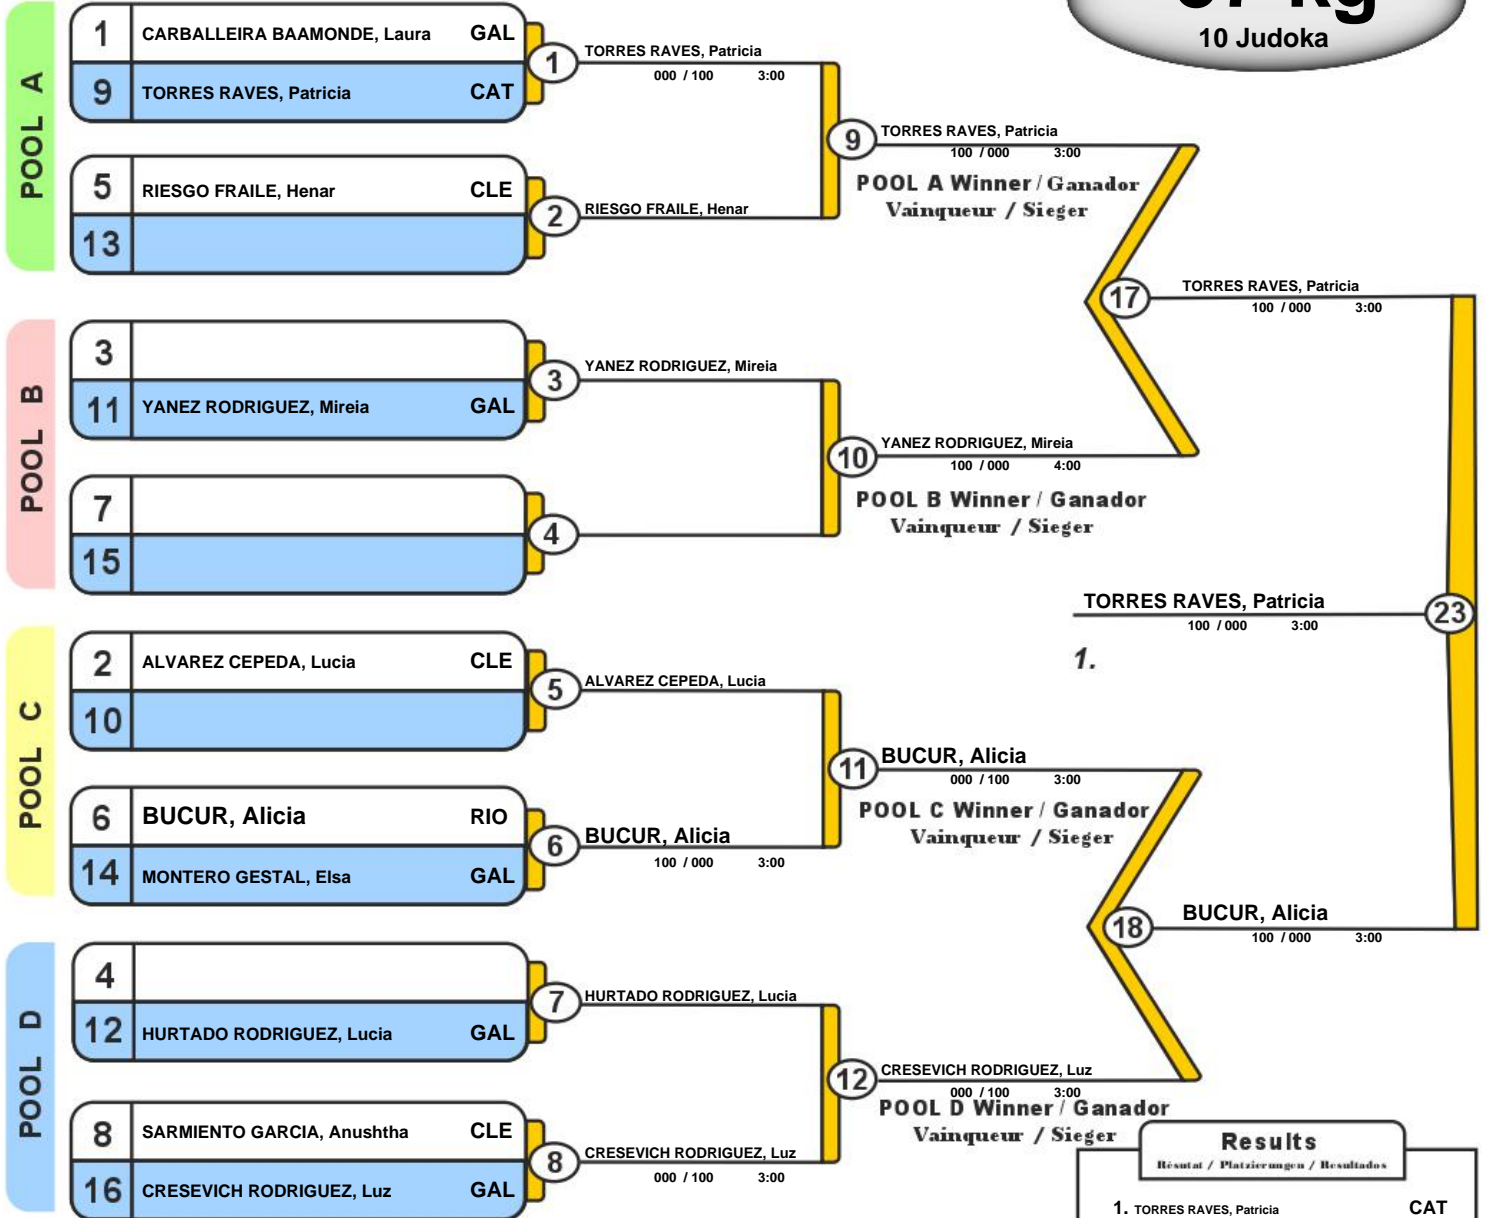 57 kg
10 Judoka
POOL A
1 CARBALLEIRA BAAMONDE, Laura GAL
9 TORRES RAVES, Patricia CAT
1
TORRES RAVES, Patricia
000 / 100 3:00
5 RIESGO FRAILE, Henar CLE
13
2
RIESGO FRAILE, Henar
9
TORRES RAVES, Patricia
100 / 000 3:00
POOL A Winner / Ganador
Vainqueur / Sieger
POOL B
3
11 YANEZ RODRIGUEZ, Mireia GAL
3
YANEZ RODRIGUEZ, Mireia
7
15
4
10
YANEZ RODRIGUEZ, Mireia
100 / 000 4:00
POOL B Winner / Ganador
Vainqueur / Sieger
17
TORRES RAVES, Patricia
100 / 000 3:00
TORRES RAVES, Patricia
23
100 / 000 3:00
1.
POOL C
2 ALVAREZ CEPEDA, Lucia CLE
10
5
ALVAREZ CEPEDA, Lucia
6 BUCUR, Alicia RIO
14 MONTERO GESTAL, Elsa GAL
6
BUCUR, Alicia
100 / 000 3:00
11
BUCUR, Alicia
000 / 100 3:00
POOL C Winner / Ganador
Vainqueur / Sieger
18
BUCUR, Alicia
100 / 000 3:00
POOL D
4
12 HURTADO RODRIGUEZ, Lucia GAL
7
HURTADO RODRIGUEZ, Lucia
8 SARMIENTO GARCIA, Anushtha CLE
16 CRESEVICH RODRIGUEZ, Luz GAL
8
CRESEVICH RODRIGUEZ, Luz
000 / 100 3:00
12
CRESEVICH RODRIGUEZ, Luz
000 / 100 3:00
POOL D Winner / Ganador
Vainqueur / Sieger
Results
Résutat / Platzierungen / Resultados
1. TORRES RAVES, Patricia CAT